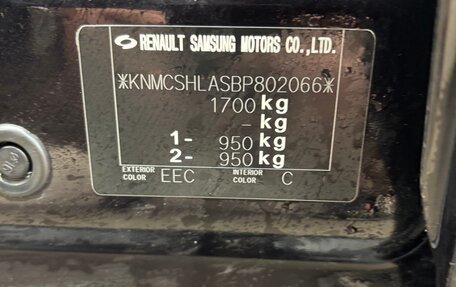 RENAULT SAMSUNG MOTORS CO.,LTD.
*KNMCSHLASBP802066*
1700 kg
- kg
1- 950 kg
2- 950 kg
EXTERIOR COLOR EEC INTERIOR COLOR C